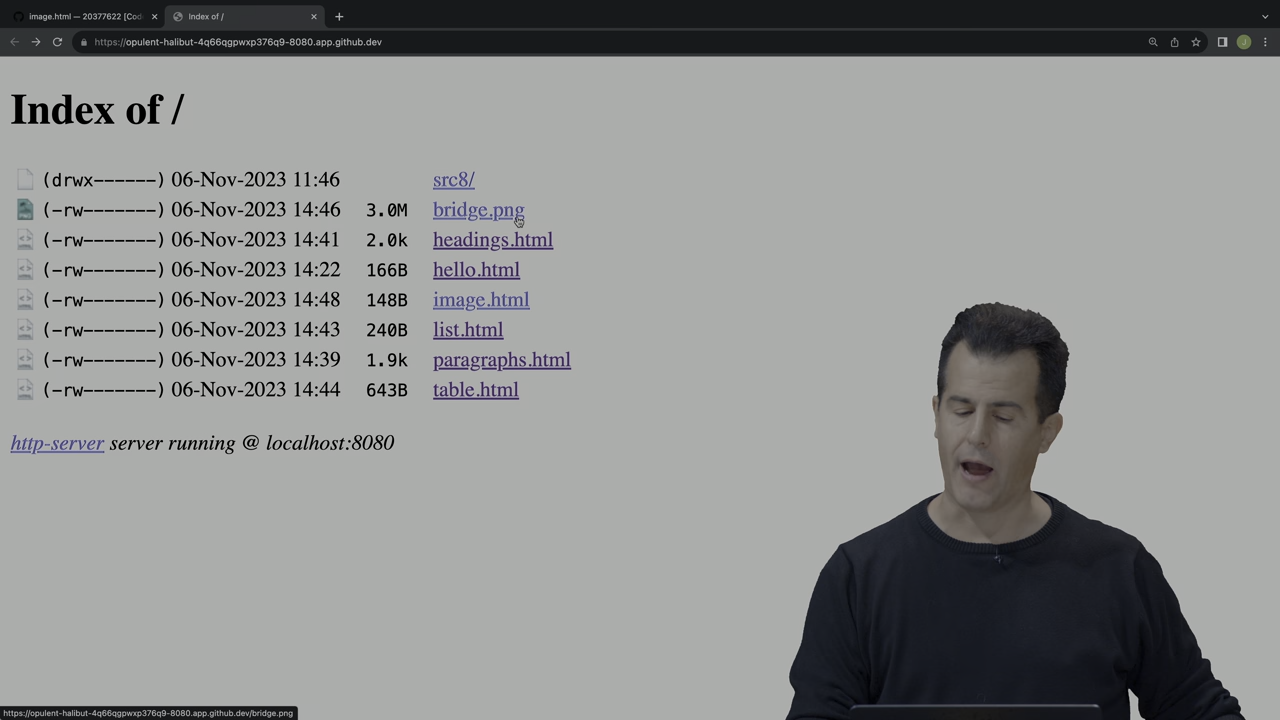 image.html — 20377622 [Cod
Index of /
https://opulent-halibut-4q66qgpwxp376q9-8080.app.github.dev
J
Index of /
(drwx------) 06-Nov-2023 11:46 src8/
(-rw-------) 06-Nov-2023 14:46 3.0M bridge.png
(-rw-------) 06-Nov-2023 14:41 2.0k headings.html
(-rw-------) 06-Nov-2023 14:22 166B hello.html
(-rw-------) 06-Nov-2023 14:48 148B image.html
(-rw-------) 06-Nov-2023 14:43 240B list.html
(-rw-------) 06-Nov-2023 14:39 1.9k paragraphs.html
(-rw-------) 06-Nov-2023 14:44 643B table.html
http-server server running @ localhost:8080
https://opulent-halibut-4q66qgpwxp376q9-8080.app.github.dev/bridge.png